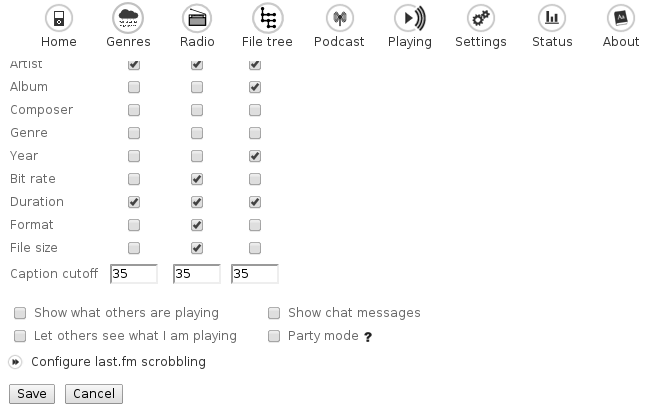 Home Genres Radio File tree Podcast Playing Settings Status About
Artist
Album
Composer
Genre
Year
Bit rate
Duration
Format
File size
Caption cutoff 35 35 35
Show what others are playing Show chat messages
Let others see what I am playing Party mode ?
Configure last.fm scrobbling
Save Cancel